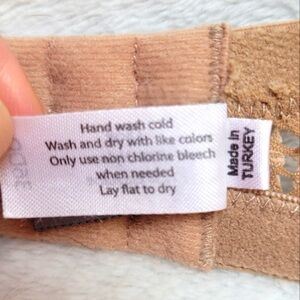 Hand wash cold
Wash and dry with like colors
Only use non chlorine bleech
when needed
Lay flat to dry
Made in
TURKEY